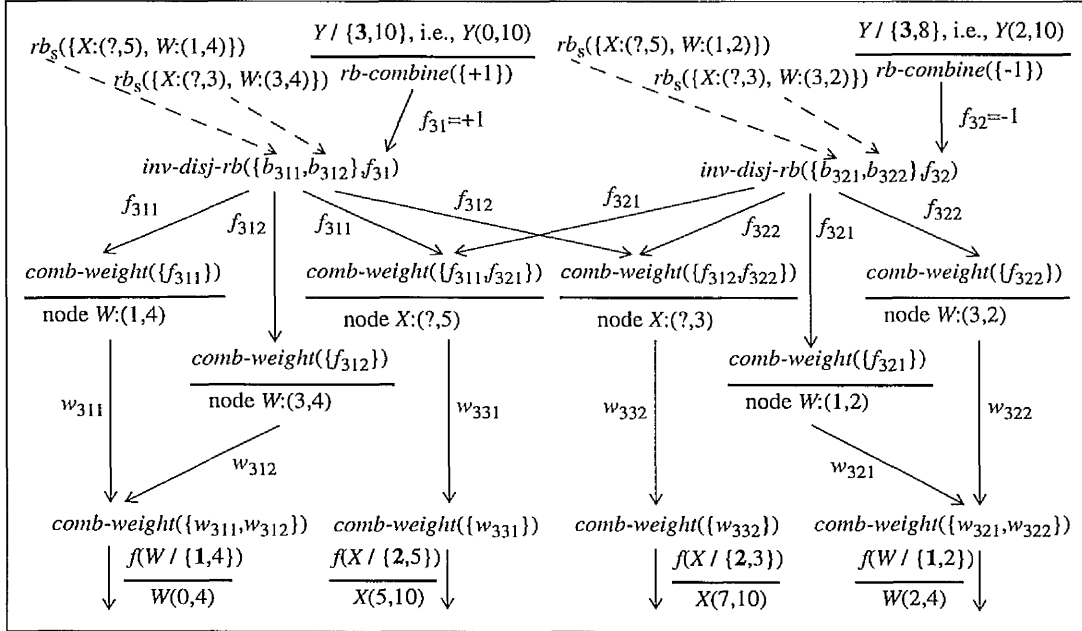 Y / {3,10}, i.e., Y(0,10)
rb_s({X:(?,5), W:(1,4)})
rb_s({X:(?,3), W:(3,4)})
rb-combine({+1})
f_31=+1
Y / {3,8}, i.e., Y(2,10)
rb_s({X:(?,5), W:(1,2)})
rb_s({X:(?,3), W:(3,2)})
rb-combine({-1})
f_32=-1
inv-disj-rb({b_311,b_312},f_31)
inv-disj-rb({b_321,b_322},f_32)
f_311
f_312
f_311
f_312
f_321
f_322
f_321
f_322
comb-weight({f_311})
node W:(1,4)
comb-weight({f_311,f_321})
node X:(?,5)
comb-weight({f_312,f_322})
node X:(?,3)
comb-weight({f_322})
node W:(3,2)
comb-weight({f_312})
node W:(3,4)
comb-weight({f_321})
node W:(1,2)
w_311
w_331
w_332
w_322
w_312
w_321
comb-weight({w_311,w_312})
comb-weight({w_331})
comb-weight({w_332})
comb-weight({w_321,w_322})
f(W / {1,4})
W(0,4)
f(X / {2,5})
X(5,10)
f(X / {2,3})
X(7,10)
f(W / {1,2})
W(2,4)